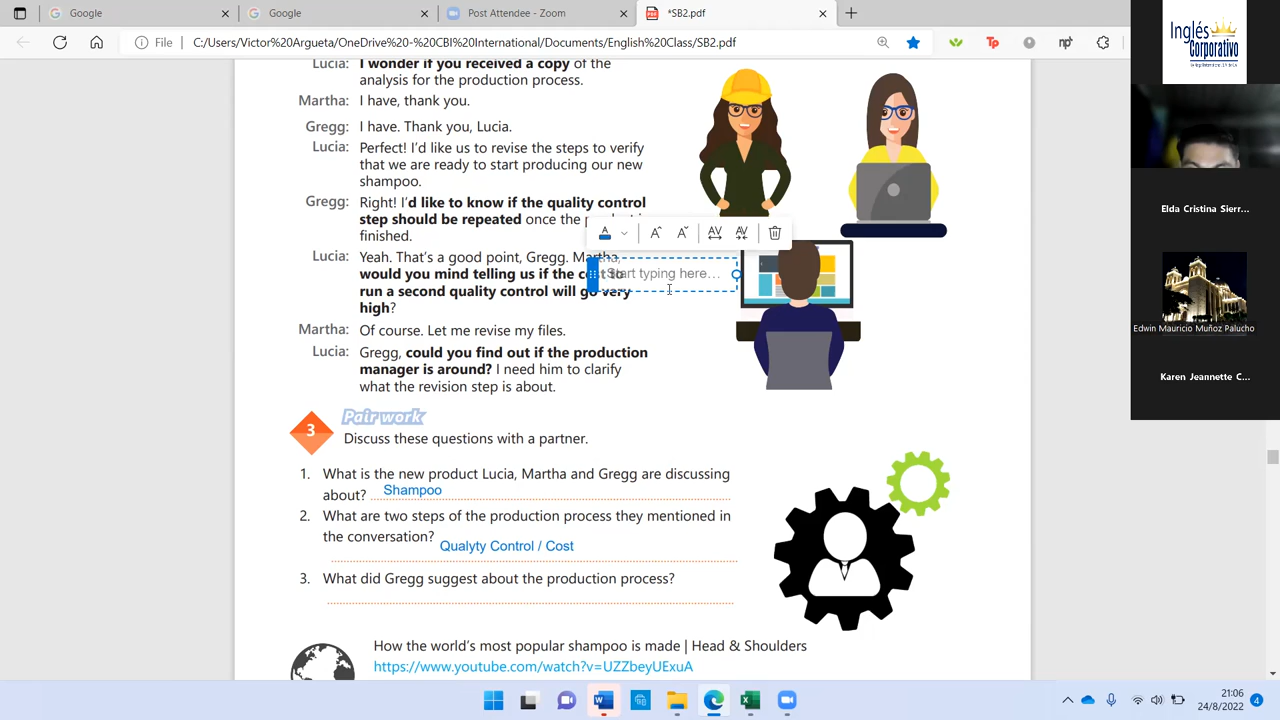 Google
Google
Post Attendee - Zoom
*SB2.pdf
File
C:/Users/Victor%20Argueta/OneDrive%20-%20CBI%20International/Documents/English%20Class/SB2.pdf
Lucia: I wonder if you received a copy of the
analysis for the production process.
Martha: I have, thank you.
Gregg: I have. Thank you, Lucia.
Lucia: Perfect! I'd like us to revise the steps to verify
that we are ready to start producing our new
shampoo.
Gregg: Right! I'd like to know if the quality control
step should be repeated once the
finished.
Lucia: Yeah. That's a good point, Gregg. Martha,
would you mind telling us if the cost to
run a second quality control will go very
high?
Start typing here...
Martha: Of course. Let me revise my files.
Lucia: Gregg, could you find out if the production
manager is around? I need him to clarify
what the revision step is about.
3
Pair work
Discuss these questions with a partner.
1. What is the new product Lucia, Martha and Gregg are discussing
about? Shampoo
2. What are two steps of the production process they mentioned in
the conversation?
Qualyty Control / Cost
3. What did Gregg suggest about the production process?
How the world's most popular shampoo is made | Head & Shoulders
https://www.youtube.com/watch?v=UZZbeyUExuA
Inglés
Corporativo
Elda Cristina Sierr...
Edwin Mauricio Muñoz Palucho
Karen Jeannette C...
21:06
24/8/2022
4